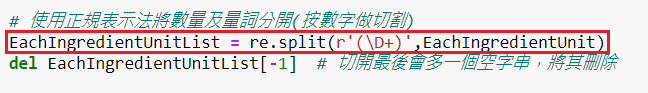 # 使用正規表示法將數量及量詞分開(按數字做切割)
EachIngredientUnitList = re.split(r'(\D+)',EachIngredientUnit)
del EachIngredientUnitList[-1]  # 切開最後會多一個空字串，將其刪除